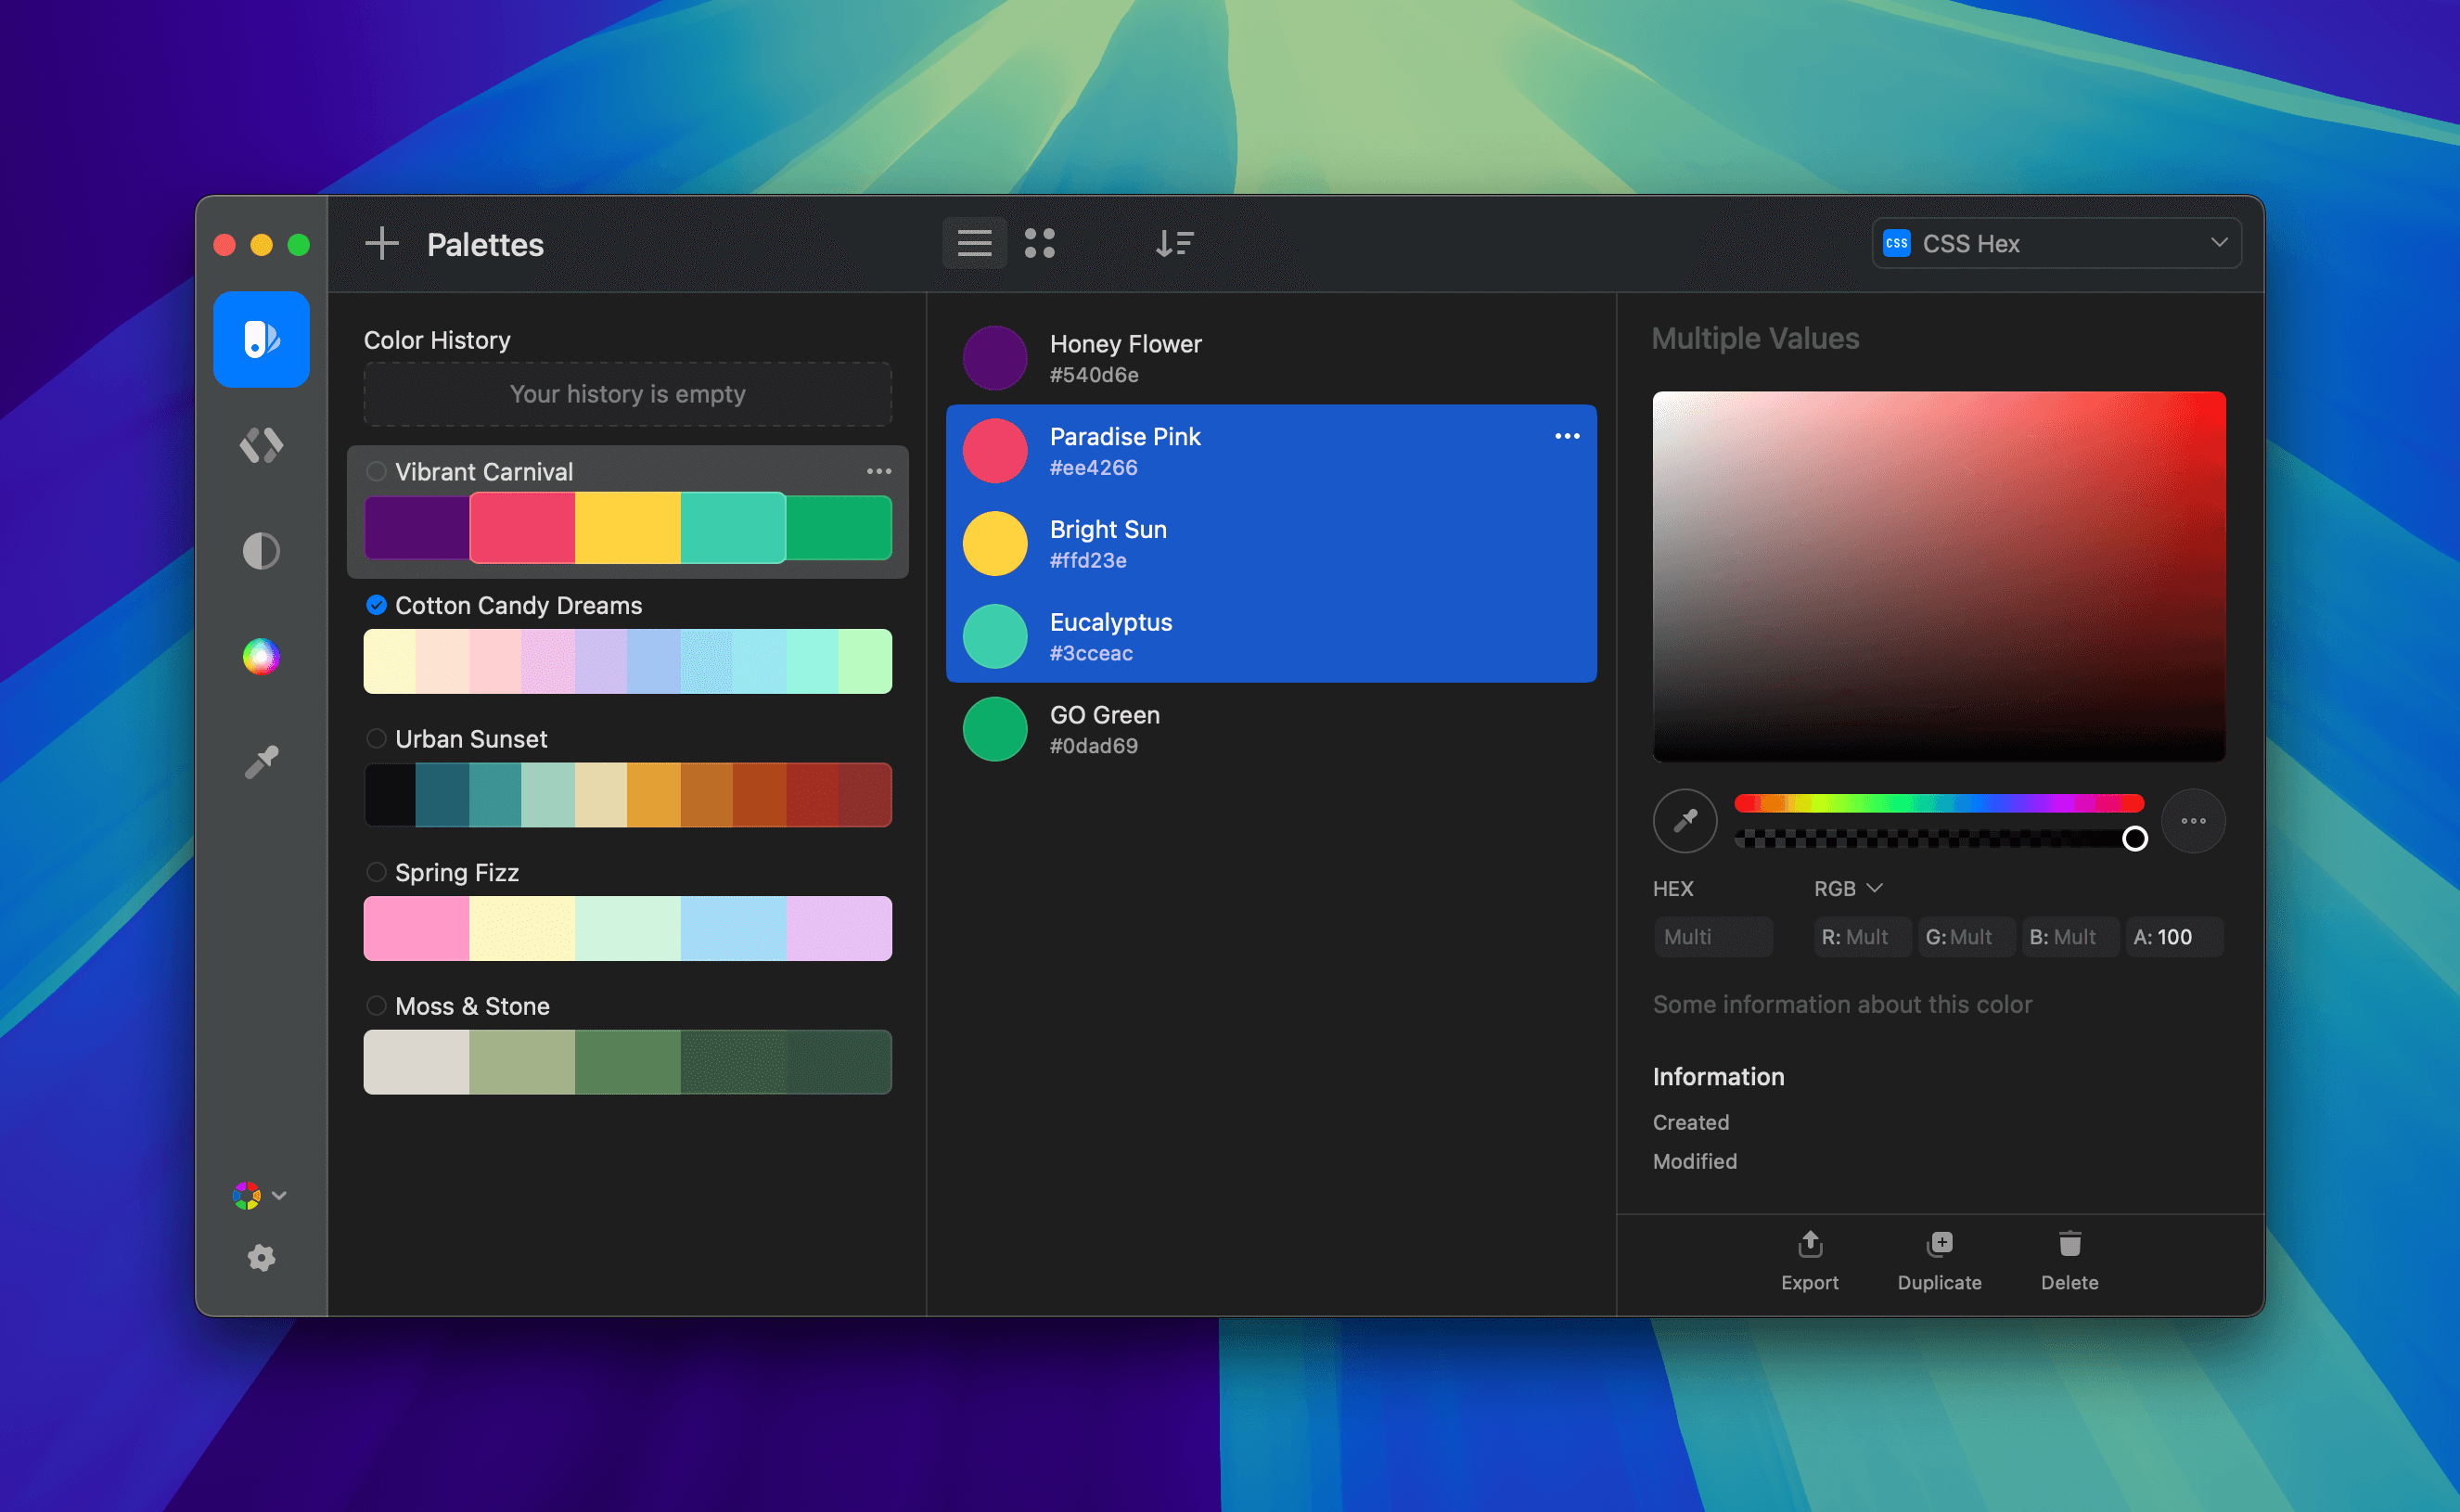 Palettes
CSS CSS Hex
Color History
Your history is empty
Vibrant Carnival
Cotton Candy Dreams
Urban Sunset
Spring Fizz
Moss & Stone
Honey Flower
#540d6e
Paradise Pink
#ee4266
Bright Sun
#ffd23e
Eucalyptus
#3cceac
GO Green
#0dad69
Multiple Values
HEX RGB
Multi R: Mult G: Mult B: Mult A: 100
Some information about this color
Information
Created
Modified
Export Duplicate Delete